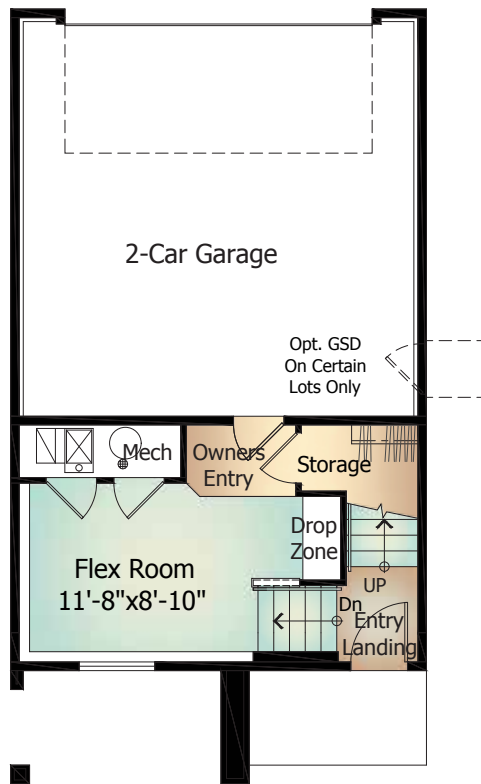 2-Car Garage
Opt. GSD
On Certain
Lots Only
Mech
Owners
Entry
Storage
Drop
Zone
Flex Room
11'-8"x8'-10"
UP
Dn
Entry
Landing